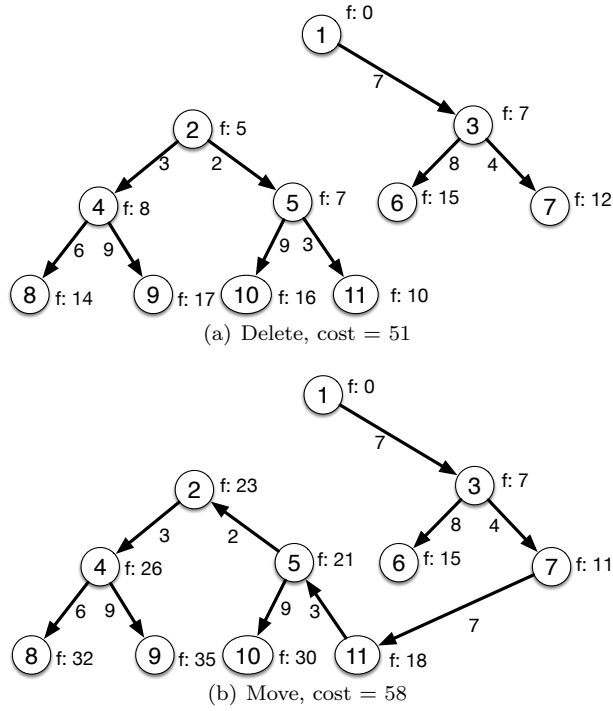 f: 0
1
7
3 f: 7
2 f: 5
3 2
8 4
4 f: 8
5 f: 7
6 f: 15
7 f: 12
6 9
9 3
8 f: 14
9 f: 17
10 f: 16
11 f: 10
(a) Delete, cost = 51
f: 0
1
7
3 f: 7
2 f: 23
3 2
8 4
4 f: 26
5 f: 21
6 f: 15
7 f: 11
6 9
9 3
7
8 f: 32
9 f: 35
10 f: 30
11 f: 18
(b) Move, cost = 58